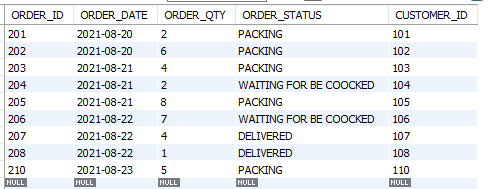 ORDER_ID ORDER_DATE ORDER_QTY ORDER_STATUS CUSTOMER_ID
201 2021-08-20 2 PACKING 101
202 2021-08-20 6 PACKING 102
203 2021-08-21 4 PACKING 103
204 2021-08-21 2 WAITING FOR BE COOCKED 104
205 2021-08-21 8 PACKING 105
206 2021-08-22 7 WAITING FOR BE COOCKED 106
207 2021-08-22 4 DELIVERED 107
208 2021-08-22 1 DELIVERED 108
210 2021-08-23 5 PACKING 110
NULL NULL NULL NULL NULL